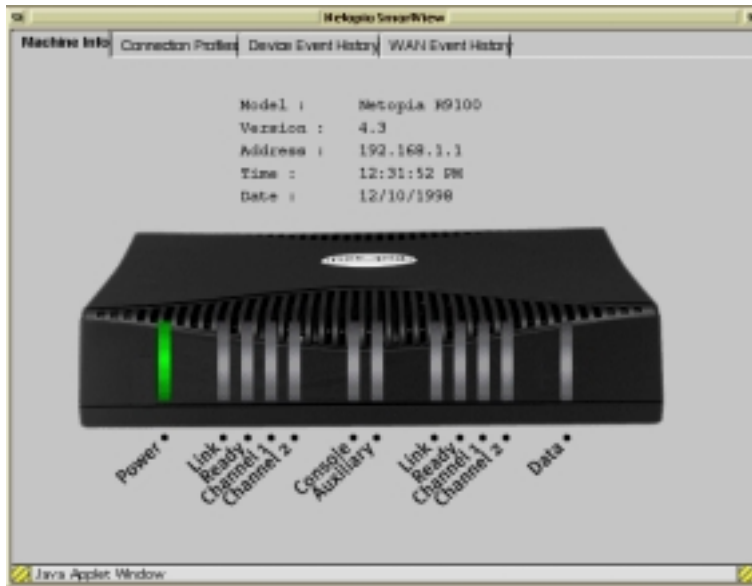 Netopia SmartView
Machine Info Connection Profiles Device Event History WAN Event History
Model : Netopia R9100
Version : 4.3
Address : 192.168.1.1
Time : 12:31:52 PM
Date : 12/10/1998
netopia
Power Link Ready Channel 1 Channel 2 Console Auxiliary Link Ready Channel 1 Channel 2 Data
Java Applet Window